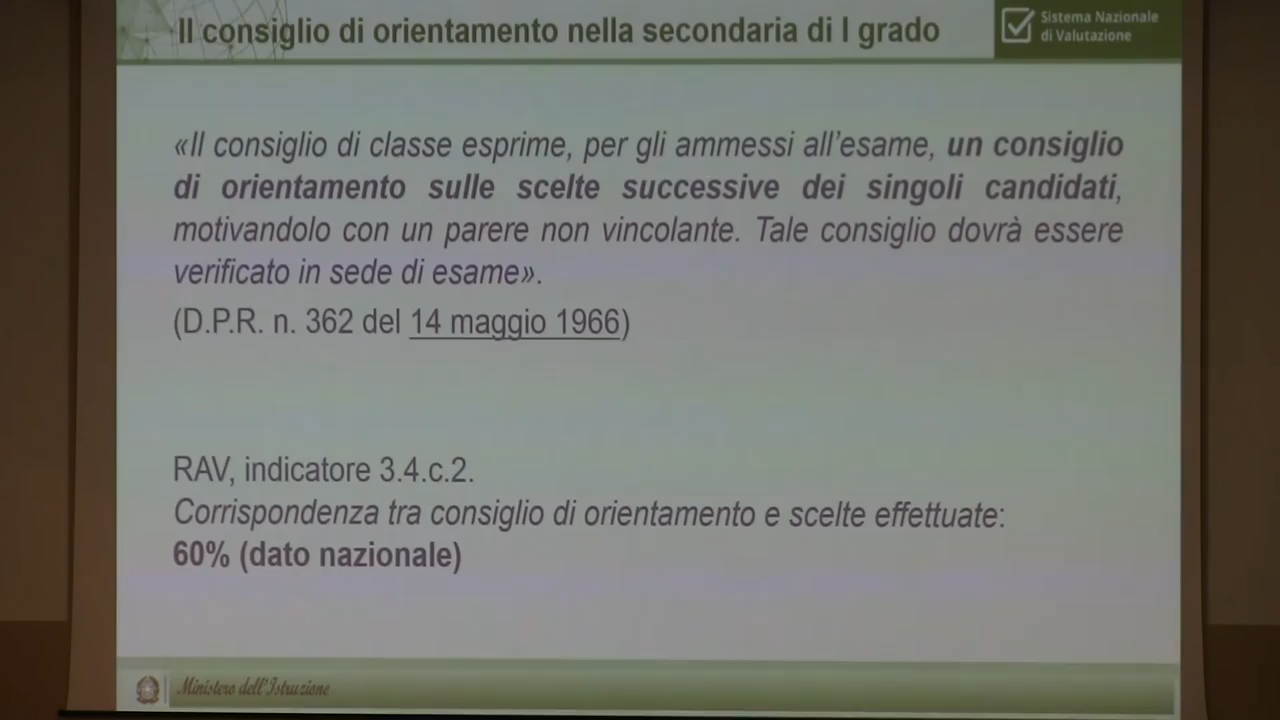 Il consiglio di orientamento nella secondaria di I grado
Sistema Nazionale
di Valutazione
«Il consiglio di classe esprime, per gli ammessi all'esame, un consiglio
di orientamento sulle scelte successive dei singoli candidati,
motivandolo con un parere non vincolante. Tale consiglio dovrà essere
verificato in sede di esame».
(D.P.R. n. 362 del 14 maggio 1966)
RAV, indicatore 3.4.c.2.
Corrispondenza tra consiglio di orientamento e scelte effettuate:
60% (dato nazionale)
Ministero dell'Istruzione